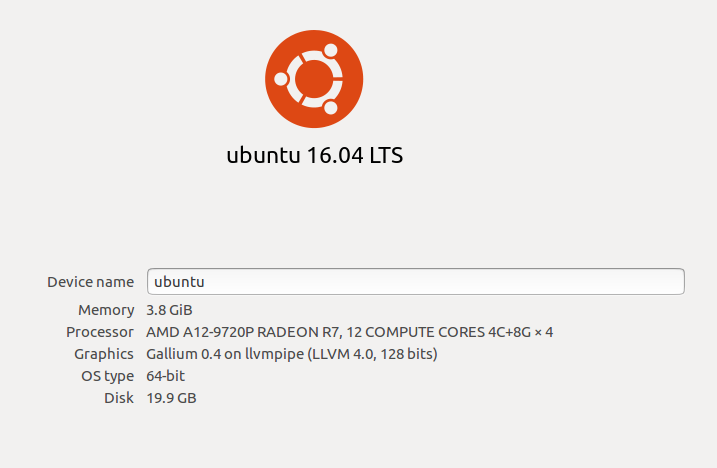 ubuntu 16.04 LTS
Device name ubuntu
Memory 3.8 GiB
Processor AMD A12-9720P RADEON R7, 12 COMPUTE CORES 4C+8G × 4
Graphics Gallium 0.4 on llvmpipe (LLVM 4.0, 128 bits)
OS type 64-bit
Disk 19.9 GB